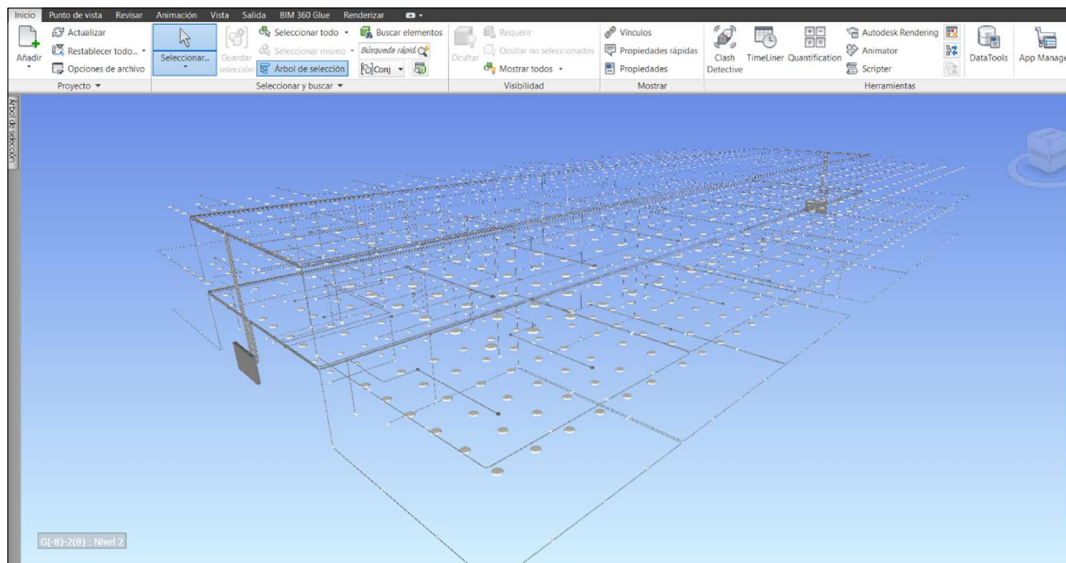 Inicio Punto de vista Revisar Animación Vista Salida BIM 360 Glue Renderizar
Añadir
Actualizar
Restablecer todo...
Opciones de archivo
Proyecto
Seleccionar...
Guardar selección
Seleccionar todo
Seleccionar mismo
Árbol de selección
Buscar elementos
Búsqueda rápid
Conj
Seleccionar y buscar
Ocultar
Requerir
Ocultar no seleccionados
Mostrar todos
Visibilidad
Vínculos
Propiedades rápidas
Propiedades
Mostrar
Clash Detective
TimeLiner
Quantification
Autodesk Rendering
Animator
Scripter
Herramientas
DataTools
App Manage
Árbol de selección
G(-8)-2(8) : Nivel 2